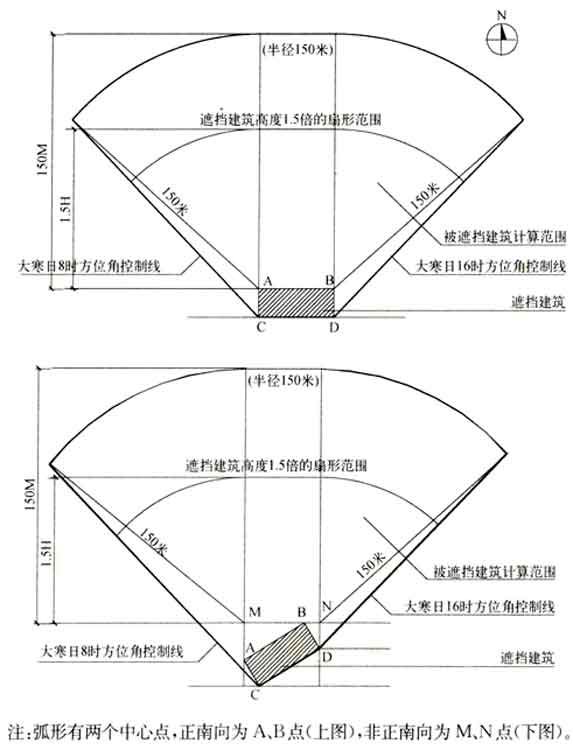 N
(半径150米)
遮挡建筑高度1.5倍的扇形范围
150M
1.5H
150米
150米
被遮挡建筑计算范围
大寒日8时方位角控制线
大寒日16时方位角控制线
A
B
遮挡建筑
C
D
(半径150米)
遮挡建筑高度1.5倍的扇形范围
150M
1.5H
150米
150米
被遮挡建筑计算范围
M
B
N
大寒日16时方位角控制线
大寒日8时方位角控制线
A
D
遮挡建筑
C
注:弧形有两个中心点,正南向为A、B点(上图),非正南向为M、N点(下图)。